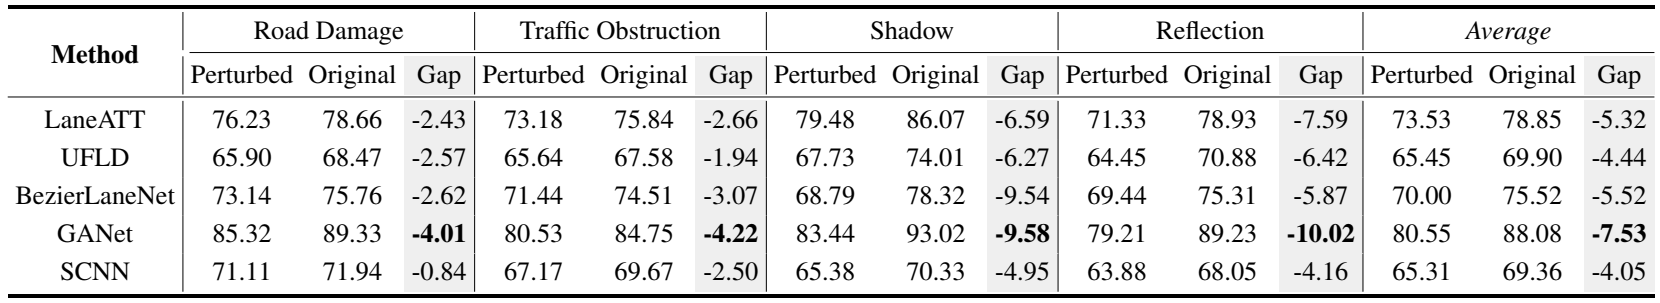 Method Road Damage Traffic Obstruction Shadow Reflection Average
Perturbed Original Gap Perturbed Original Gap Perturbed Original Gap Perturbed Original Gap Perturbed Original Gap
LaneATT 76.23 78.66 -2.43 73.18 75.84 -2.66 79.48 86.07 -6.59 71.33 78.93 -7.59 73.53 78.85 -5.32
UFLD 65.90 68.47 -2.57 65.64 67.58 -1.94 67.73 74.01 -6.27 64.45 70.88 -6.42 65.45 69.90 -4.44
BezierLaneNet 73.14 75.76 -2.62 71.44 74.51 -3.07 68.79 78.32 -9.54 69.44 75.31 -5.87 70.00 75.52 -5.52
GANet 85.32 89.33 -4.01 80.53 84.75 -4.22 83.44 93.02 -9.58 79.21 89.23 -10.02 80.55 88.08 -7.53
SCNN 71.11 71.94 -0.84 67.17 69.67 -2.50 65.38 70.33 -4.95 63.88 68.05 -4.16 65.31 69.36 -4.05